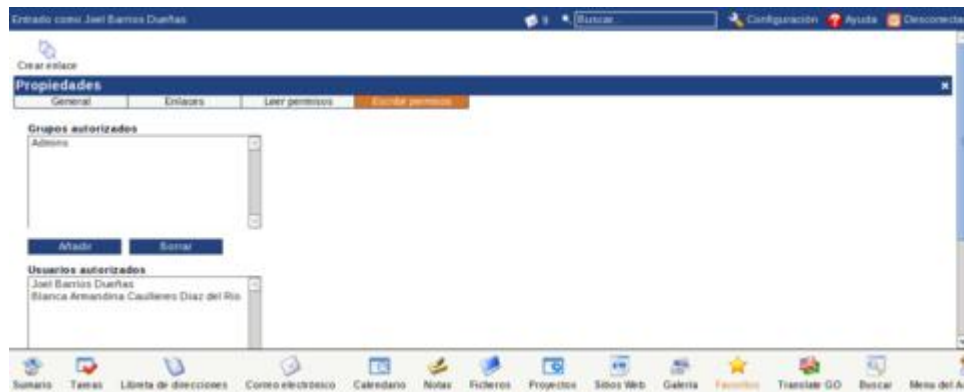 Entrado como Joel Barrios Dueñas Buscar... Configuración Ayuda Desconecta
Crear enlace
Propiedades
General Enlaces Leer permisos Escribir permisos
Grupos autorizados
Admins
Añadir Borrar
Usuarios autorizados
Joel Barrios Dueñas
Blanca Armandina Caullieres Diaz del Rio
Sumario Tareas Libreta de direcciones Correo electrónico Calendario Notas Ficheros Proyectos Sitios Web Galería Favoritos Translate GO Buscar Menu del